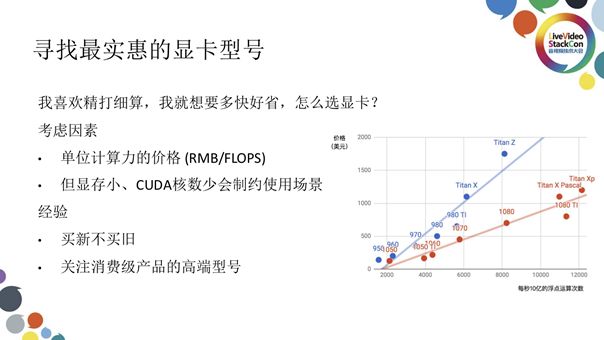 寻找最实惠的显卡型号
LiveVideo
StackCon
音视频技术大会
我喜欢精打细算，我就想要多快好省，怎么选显卡？
考虑因素
• 单位计算力的价格 (RMB/FLOPS)
• 但显存小、CUDA核数少会制约使用场景
经验
• 买新不买旧
• 关注消费级产品的高端型号
价格
(美元)
2000
1500
1000
500
0
Titan Z
Titan Xp
Titan X
Titan X Pascal
1080 TI
980 TI
1080
980
1070
970
960
950
1050
1050 TI
1060
2000
4000
6000
8000
10000
12000
每秒10亿的浮点运算次数